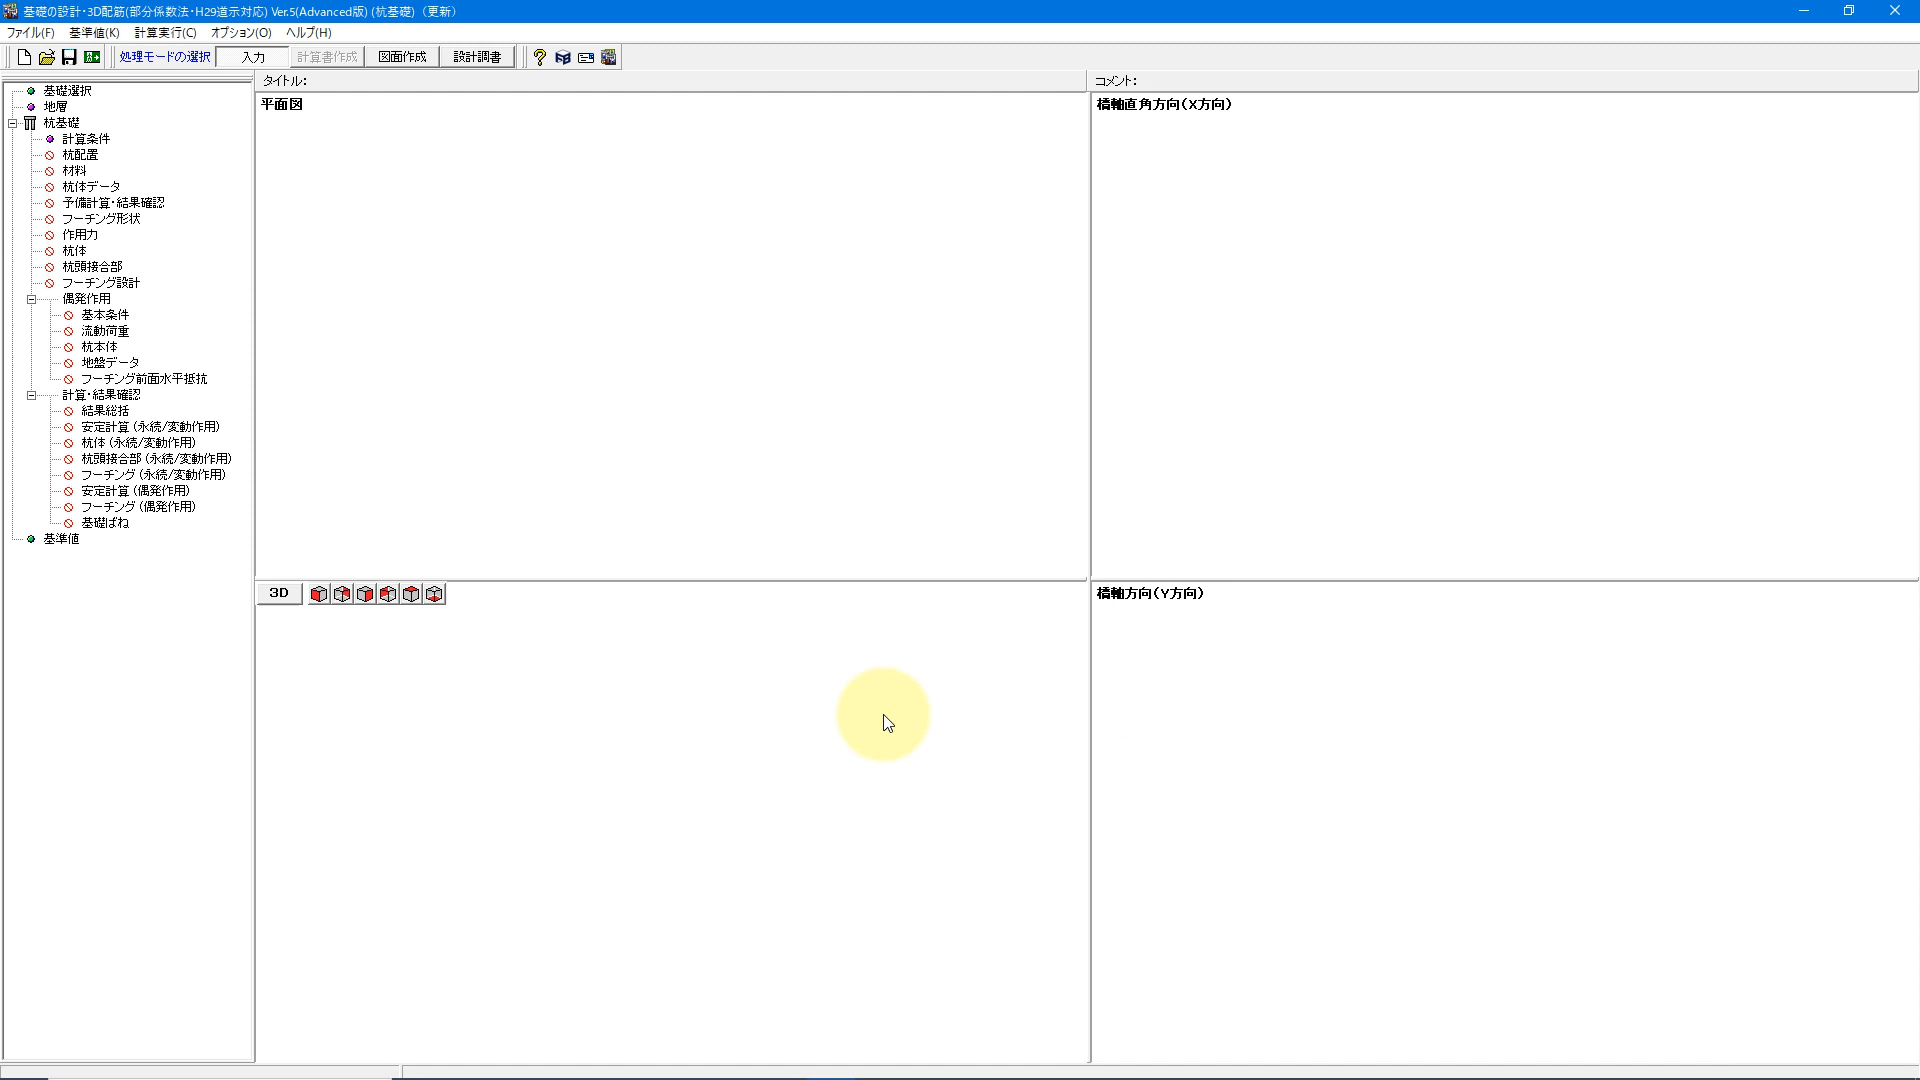 基礎の設計・3D配筋(部分係数法・H29道示対応) Ver.5(Advanced版) (杭基礎)（更新）
ファイル(F) 基準値(K) 計算実行(C) オプション(O) ヘルプ(H)
処理モードの選択 入力 計算書作成 図面作成 設計調書
タイトル:
コメント:
基礎選択
地層
杭基礎
計算条件
杭配置
材料
杭体データ
予備計算・結果確認
フーチング形状
作用力
杭体
杭頭接合部
フーチング設計
偶発作用
基本条件
流動荷重
杭本体
地盤データ
フーチング前面水平抵抗
計算・結果確認
結果総括
安定計算 (永続/変動作用)
杭体 (永続/変動作用)
杭頭接合部 (永続/変動作用)
フーチング (永続/変動作用)
安定計算 (偶発作用)
フーチング (偶発作用)
基礎ばね
基準値
平面図
橋軸直角方向(X方向)
3D
橋軸方向(Y方向)